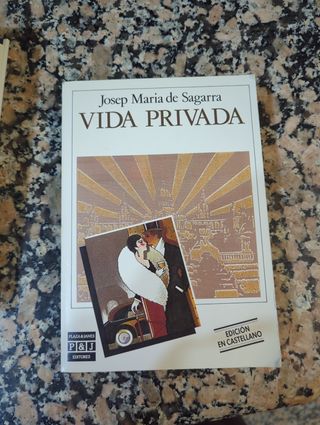 Josep Maria de Sagarra
VIDA PRIVADA
PLAZA & JANES
P&J
EDITORES
EDICIÓN
EN CASTELLANO